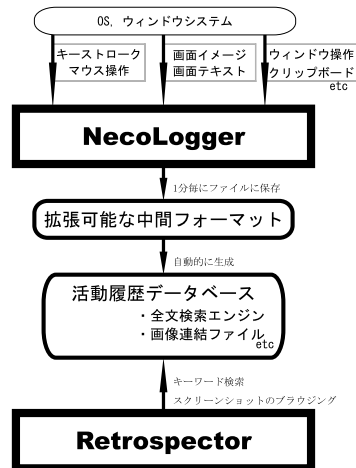 OS, ウィンドウシステム
キーストローク
マウス操作
画面イメージ
画面テキスト
ウィンドウ操作
クリップボード
etc
NecoLogger
1分毎にファイルに保存
拡張可能な中間フォーマット
自動的に生成
活動履歴データベース
・全文検索エンジン
・画像連結ファイル
etc
キーワード検索
スクリーンショットのブラウジング
Retrospector